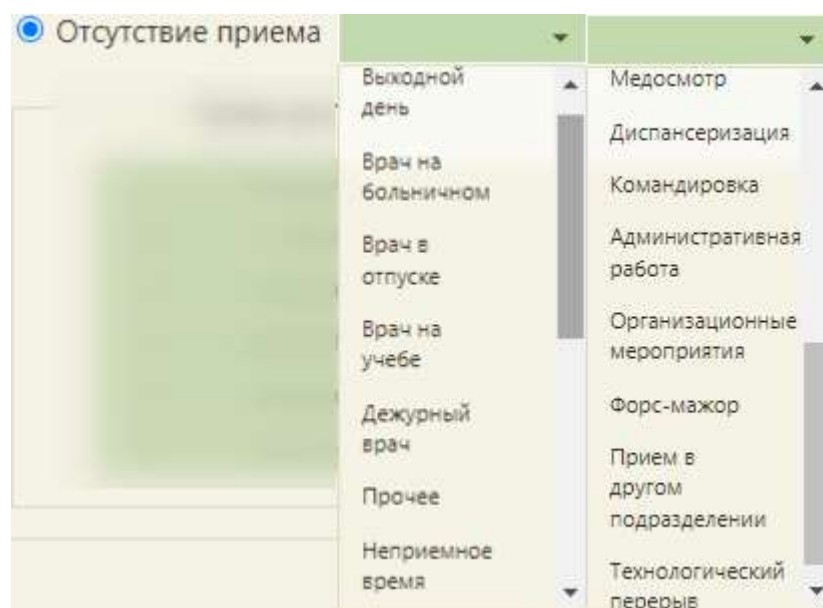 Отсутствие приема
Выходной
день
Врач на
больничном
Врач в
отпуске
Врач на
учебе
Дежурный
врач
Прочее
Неприемное
время
Медосмотр
Диспансеризация
Командировка
Административная
работа
Организационные
мероприятия
Форс-мажор
Прием в
другом
подразделении
Технологический
перерыв